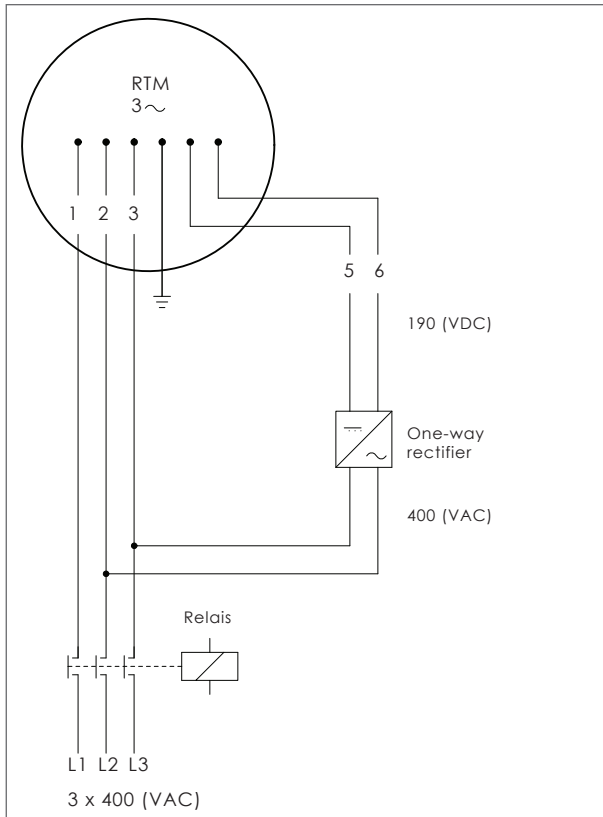 RTM
3~
1 2 3
5 6
190 (VDC)
One-way
rectifier
400 (VAC)
Relais
L1 L2 L3
3 x 400 (VAC)